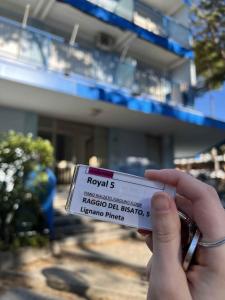 Royal 5
RAGGIO DEL BISATO, 5
Lignano Pineta